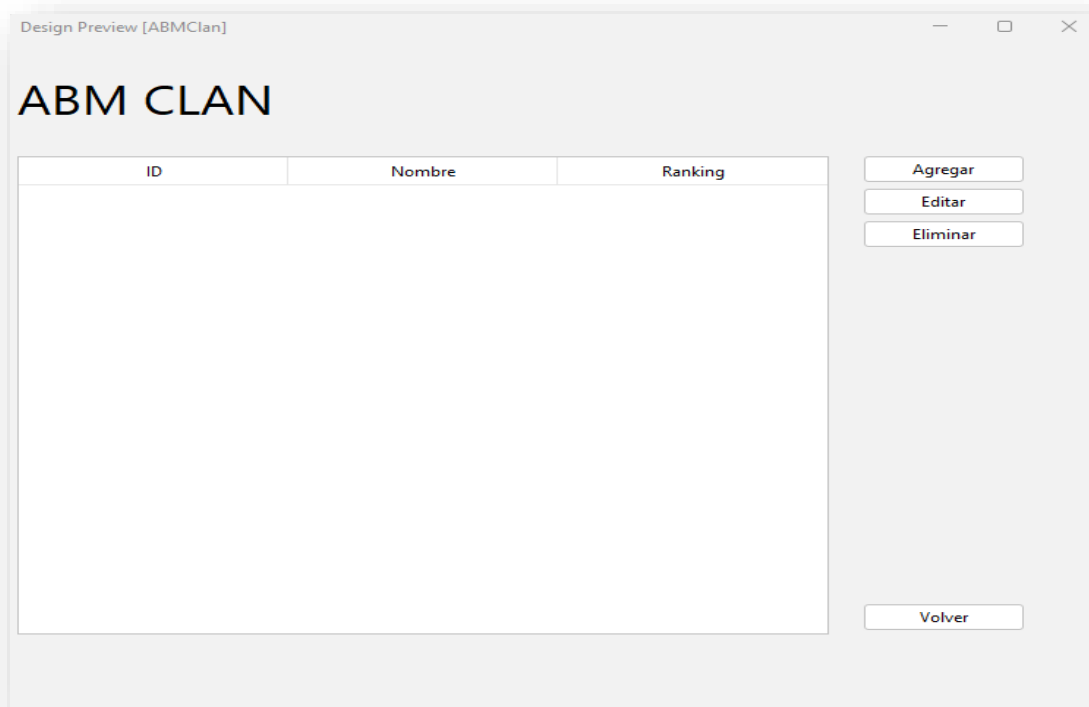 Design Preview [ABMClan]
ABM CLAN
ID Nombre Ranking
Agregar
Editar
Eliminar
Volver